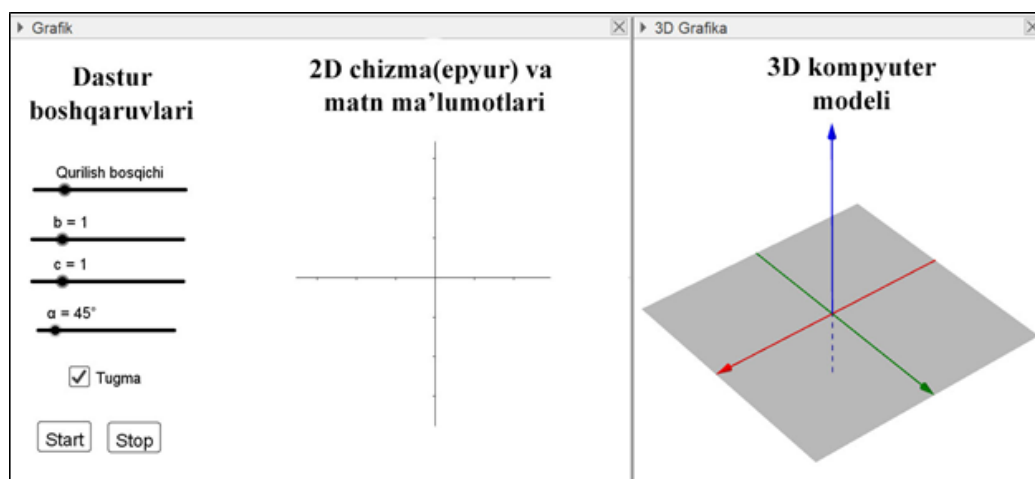 Grafik
Dastur
boshqaruvlari
Qurilish bosqichi
b = 1
c = 1
α = 45°
Tugma
Start
Stop
2D chizma(epyur) va
matn ma’lumotlari
3D Grafika
3D kompyuter
modeli